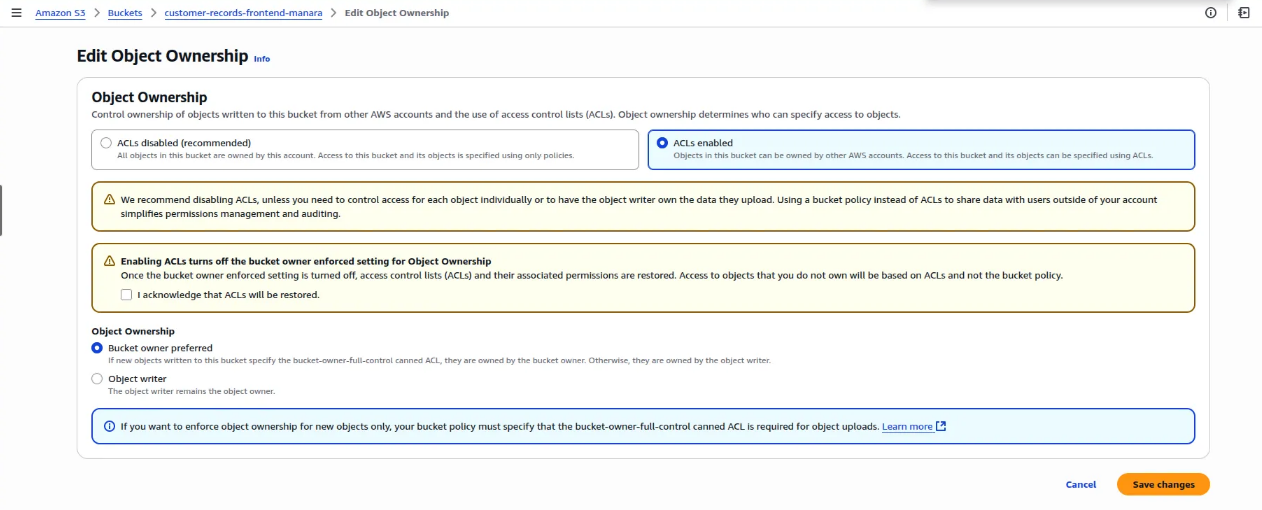 Amazon S3 > Buckets > customer-records-frontend-manara > Edit Object Ownership
Edit Object Ownership Info
Object Ownership
Control ownership of objects written to this bucket from other AWS accounts and the use of access control lists (ACLs). Object ownership determines who can specify access to objects.
ACLs disabled (recommended)
All objects in this bucket are owned by this account. Access to this bucket and its objects is specified using only policies.
ACLs enabled
Objects in this bucket can be owned by other AWS accounts. Access to this bucket and its objects can be specified using ACLs.
We recommend disabling ACLs, unless you need to control access for each object individually or to have the object writer own the data they upload. Using a bucket policy instead of ACLs to share data with users outside of your account
simplifies permissions management and auditing.
Enabling ACLs turns off the bucket owner enforced setting for Object Ownership
Once the bucket owner enforced setting is turned off, access control lists (ACLs) and their associated permissions are restored. Access to objects that you do not own will be based on ACLs and not the bucket policy.
I acknowledge that ACLs will be restored.
Object Ownership
Bucket owner preferred
If new objects written to this bucket specify the bucket-owner-full-control canned ACL, they are owned by the bucket owner. Otherwise, they are owned by the object writer.
Object writer
The object writer remains the object owner.
If you want to enforce object ownership for new objects only, your bucket policy must specify that the bucket-owner-full-control canned ACL is required for object uploads. Learn more
Cancel Save changes